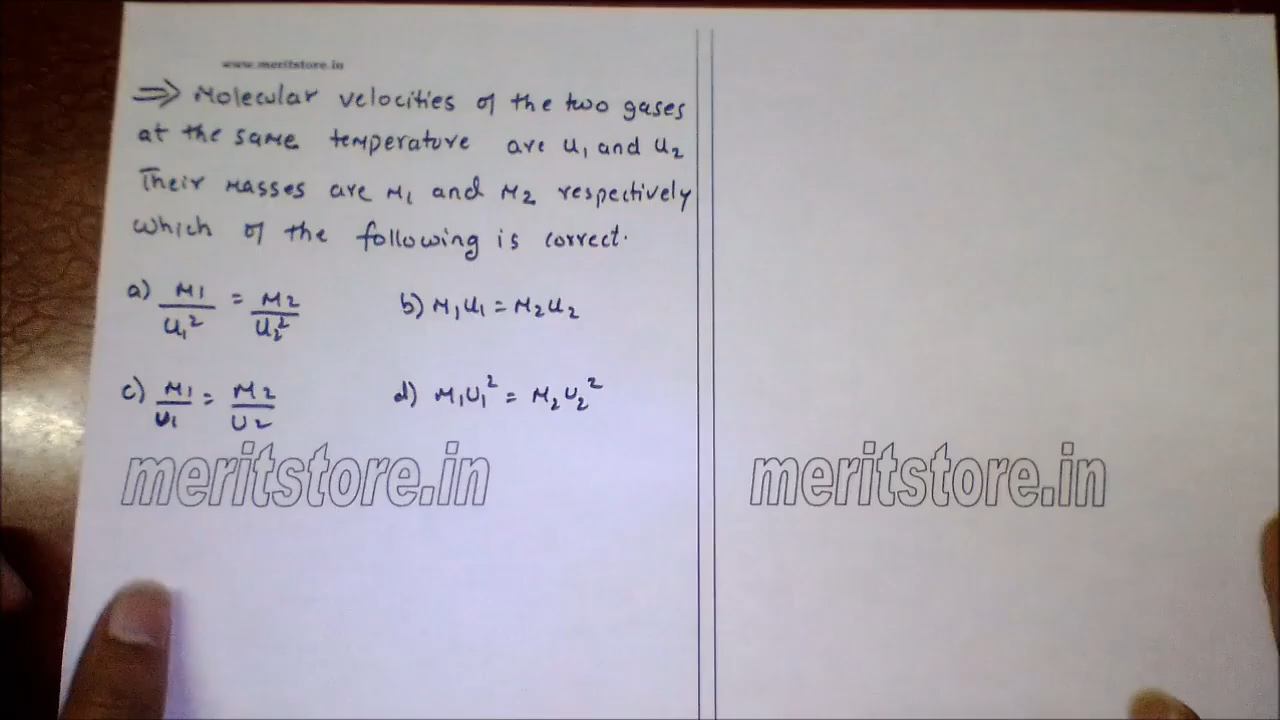 www.meritstore.in
⇒ Molecular velocities of the two gases
at the same temperature are u₁ and u₂
Their masses are M₁ and M₂ respectively
which of the following is correct.
a) M₁/u₁² = M₂/u₂² b) M₁u₁ = M₂u₂
c) M₁/u₁ = M₂/u₂ d) M₁u₁² = M₂u₂²
meritstore.in meritstore.in